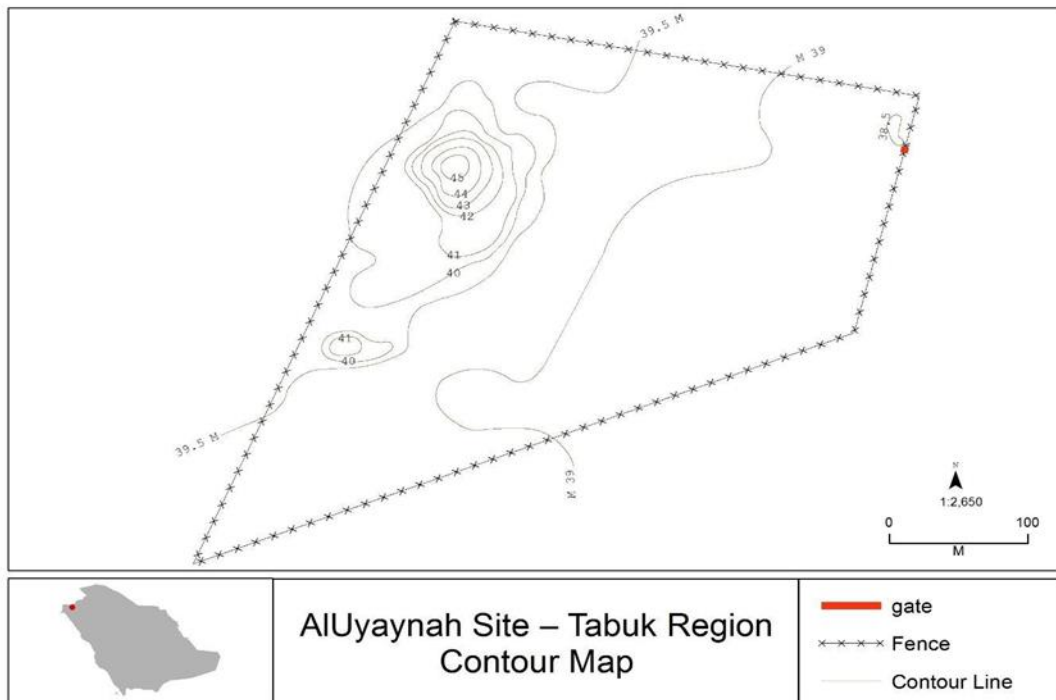 39.5 M
M 39
38.5
45
44
43
42
41
40
41
40
39.5 M
39 M
N
1:2,650
0 100
M
AlUyaynah Site – Tabuk Region
Contour Map
gate
Fence
Contour Line